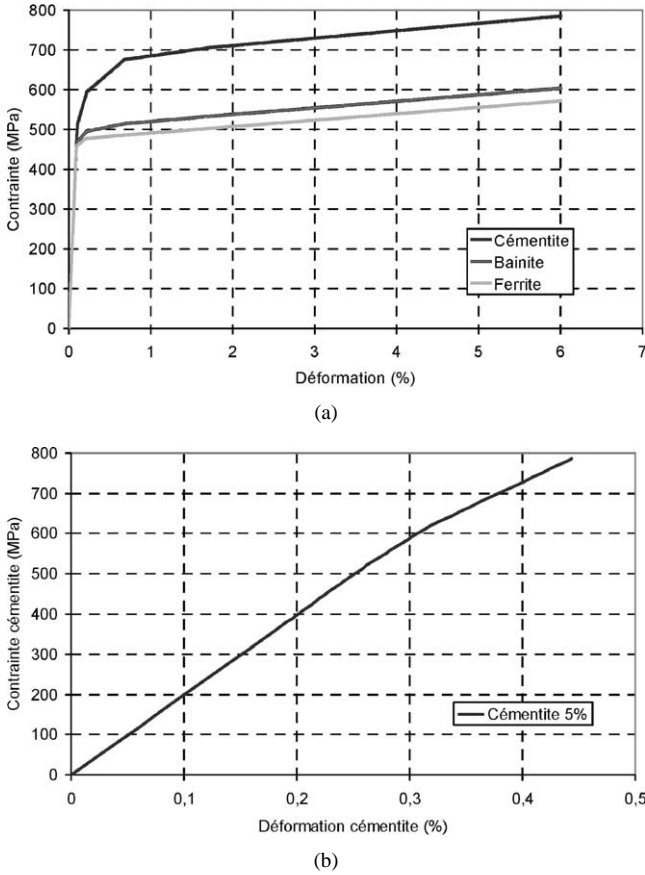 800
700
600
500
400
300
200
100
0
Contrainte (MPa)
Cémentite
Bainite
Ferrite
0 1 2 3 4 5 6 7
Déformation (%)
(a)
800
700
600
500
400
300
200
100
0
Contrainte cémentite (MPa)
Cémentite 5%
0 0,1 0,2 0,3 0,4 0,5
Déformation cémentite (%)
(b)